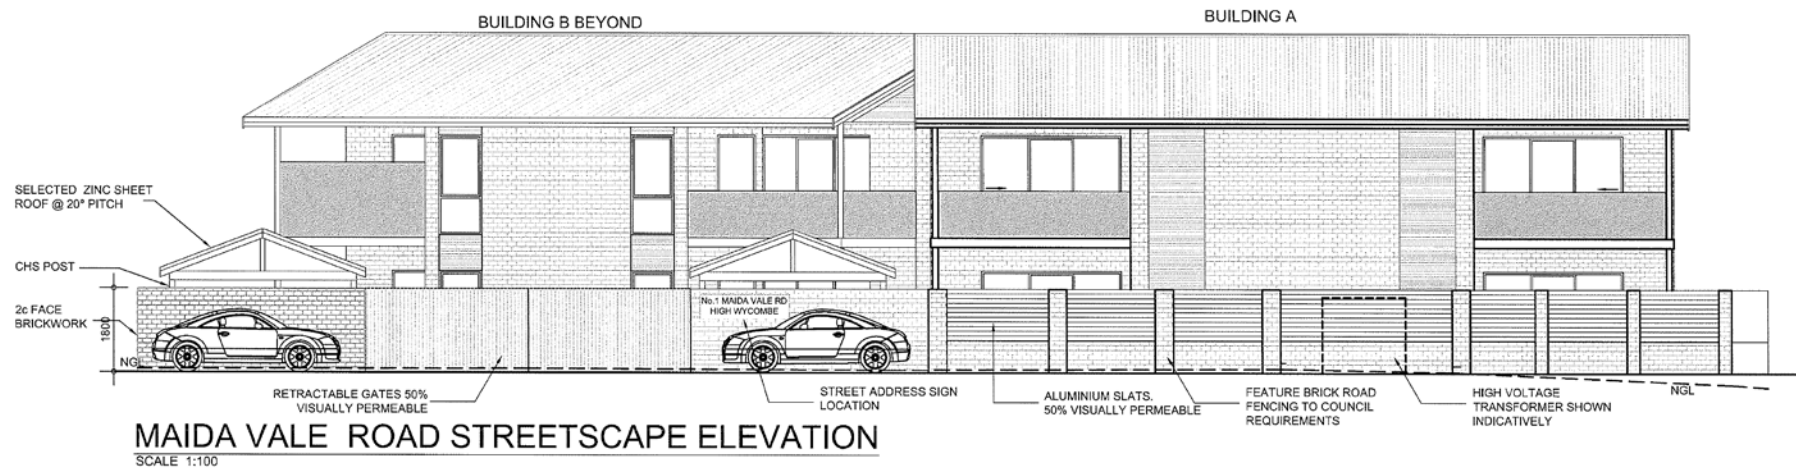 BUILDING B BEYOND
BUILDING A
SELECTED ZINC SHEET
ROOF @ 20° PITCH
CHS POST
2c FACE
BRICKWORK
1800
NGL
No.1 MAIDA VALE RD
HIGH WYCOMBE
RETRACTABLE GATES 50%
VISUALLY PERMEABLE
STREET ADDRESS SIGN
LOCATION
ALUMINIUM SLATS.
50% VISUALLY PERMEABLE
FEATURE BRICK ROAD
FENCING TO COUNCIL
REQUIREMENTS
HIGH VOLTAGE
TRANSFORMER SHOWN
INDICATIVELY
NGL
MAIDA VALE ROAD STREETSCAPE ELEVATION
SCALE 1:100